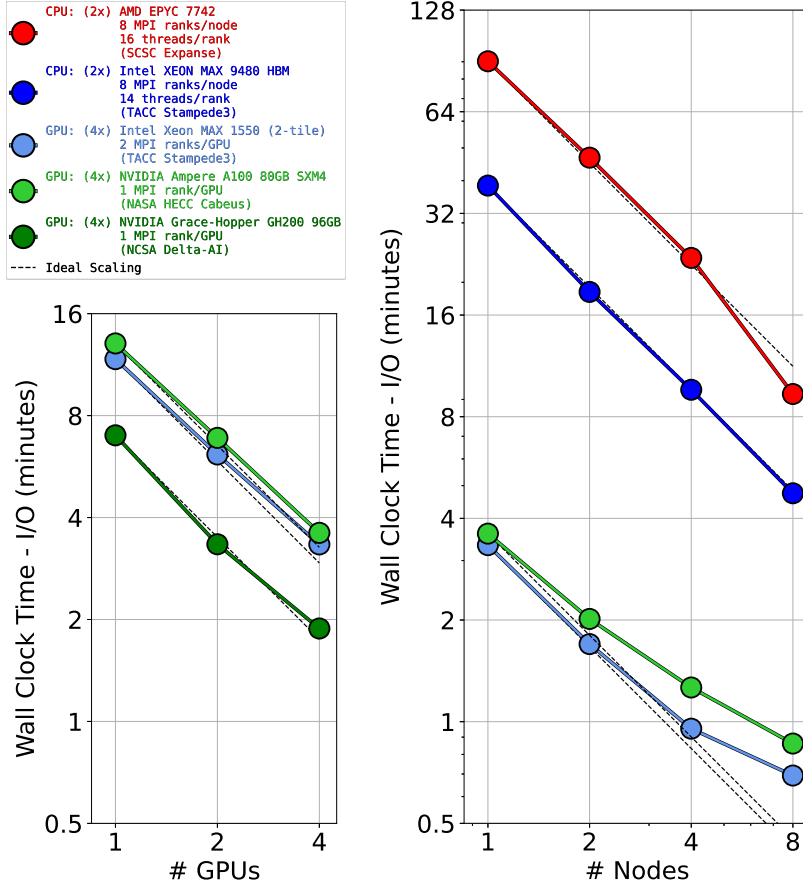 CPU: (2x) AMD EPYC 7742
8 MPI ranks/node
16 threads/rank
(SCSC Expanse)
CPU: (2x) Intel XEON MAX 9480 HBM
8 MPI ranks/node
14 threads/rank
(TACC Stampede3)
GPU: (4x) Intel Xeon MAX 1550 (2-tile)
2 MPI ranks/GPU
(TACC Stampede3)
GPU: (4x) NVIDIA Ampere A100 80GB SXM4
1 MPI rank/GPU
(NASA HECC Cabeus)
GPU: (4x) NVIDIA Grace-Hopper GH200 96GB
1 MPI rank/GPU
(NCSA Delta-AI)
Ideal Scaling
Wall Clock Time - I/O (minutes)
16
8
4
2
1
0.5
1 2 4
# GPUs
Wall Clock Time - I/O (minutes)
128
64
32
16
8
4
2
1
0.5
1 2 4 8
# Nodes